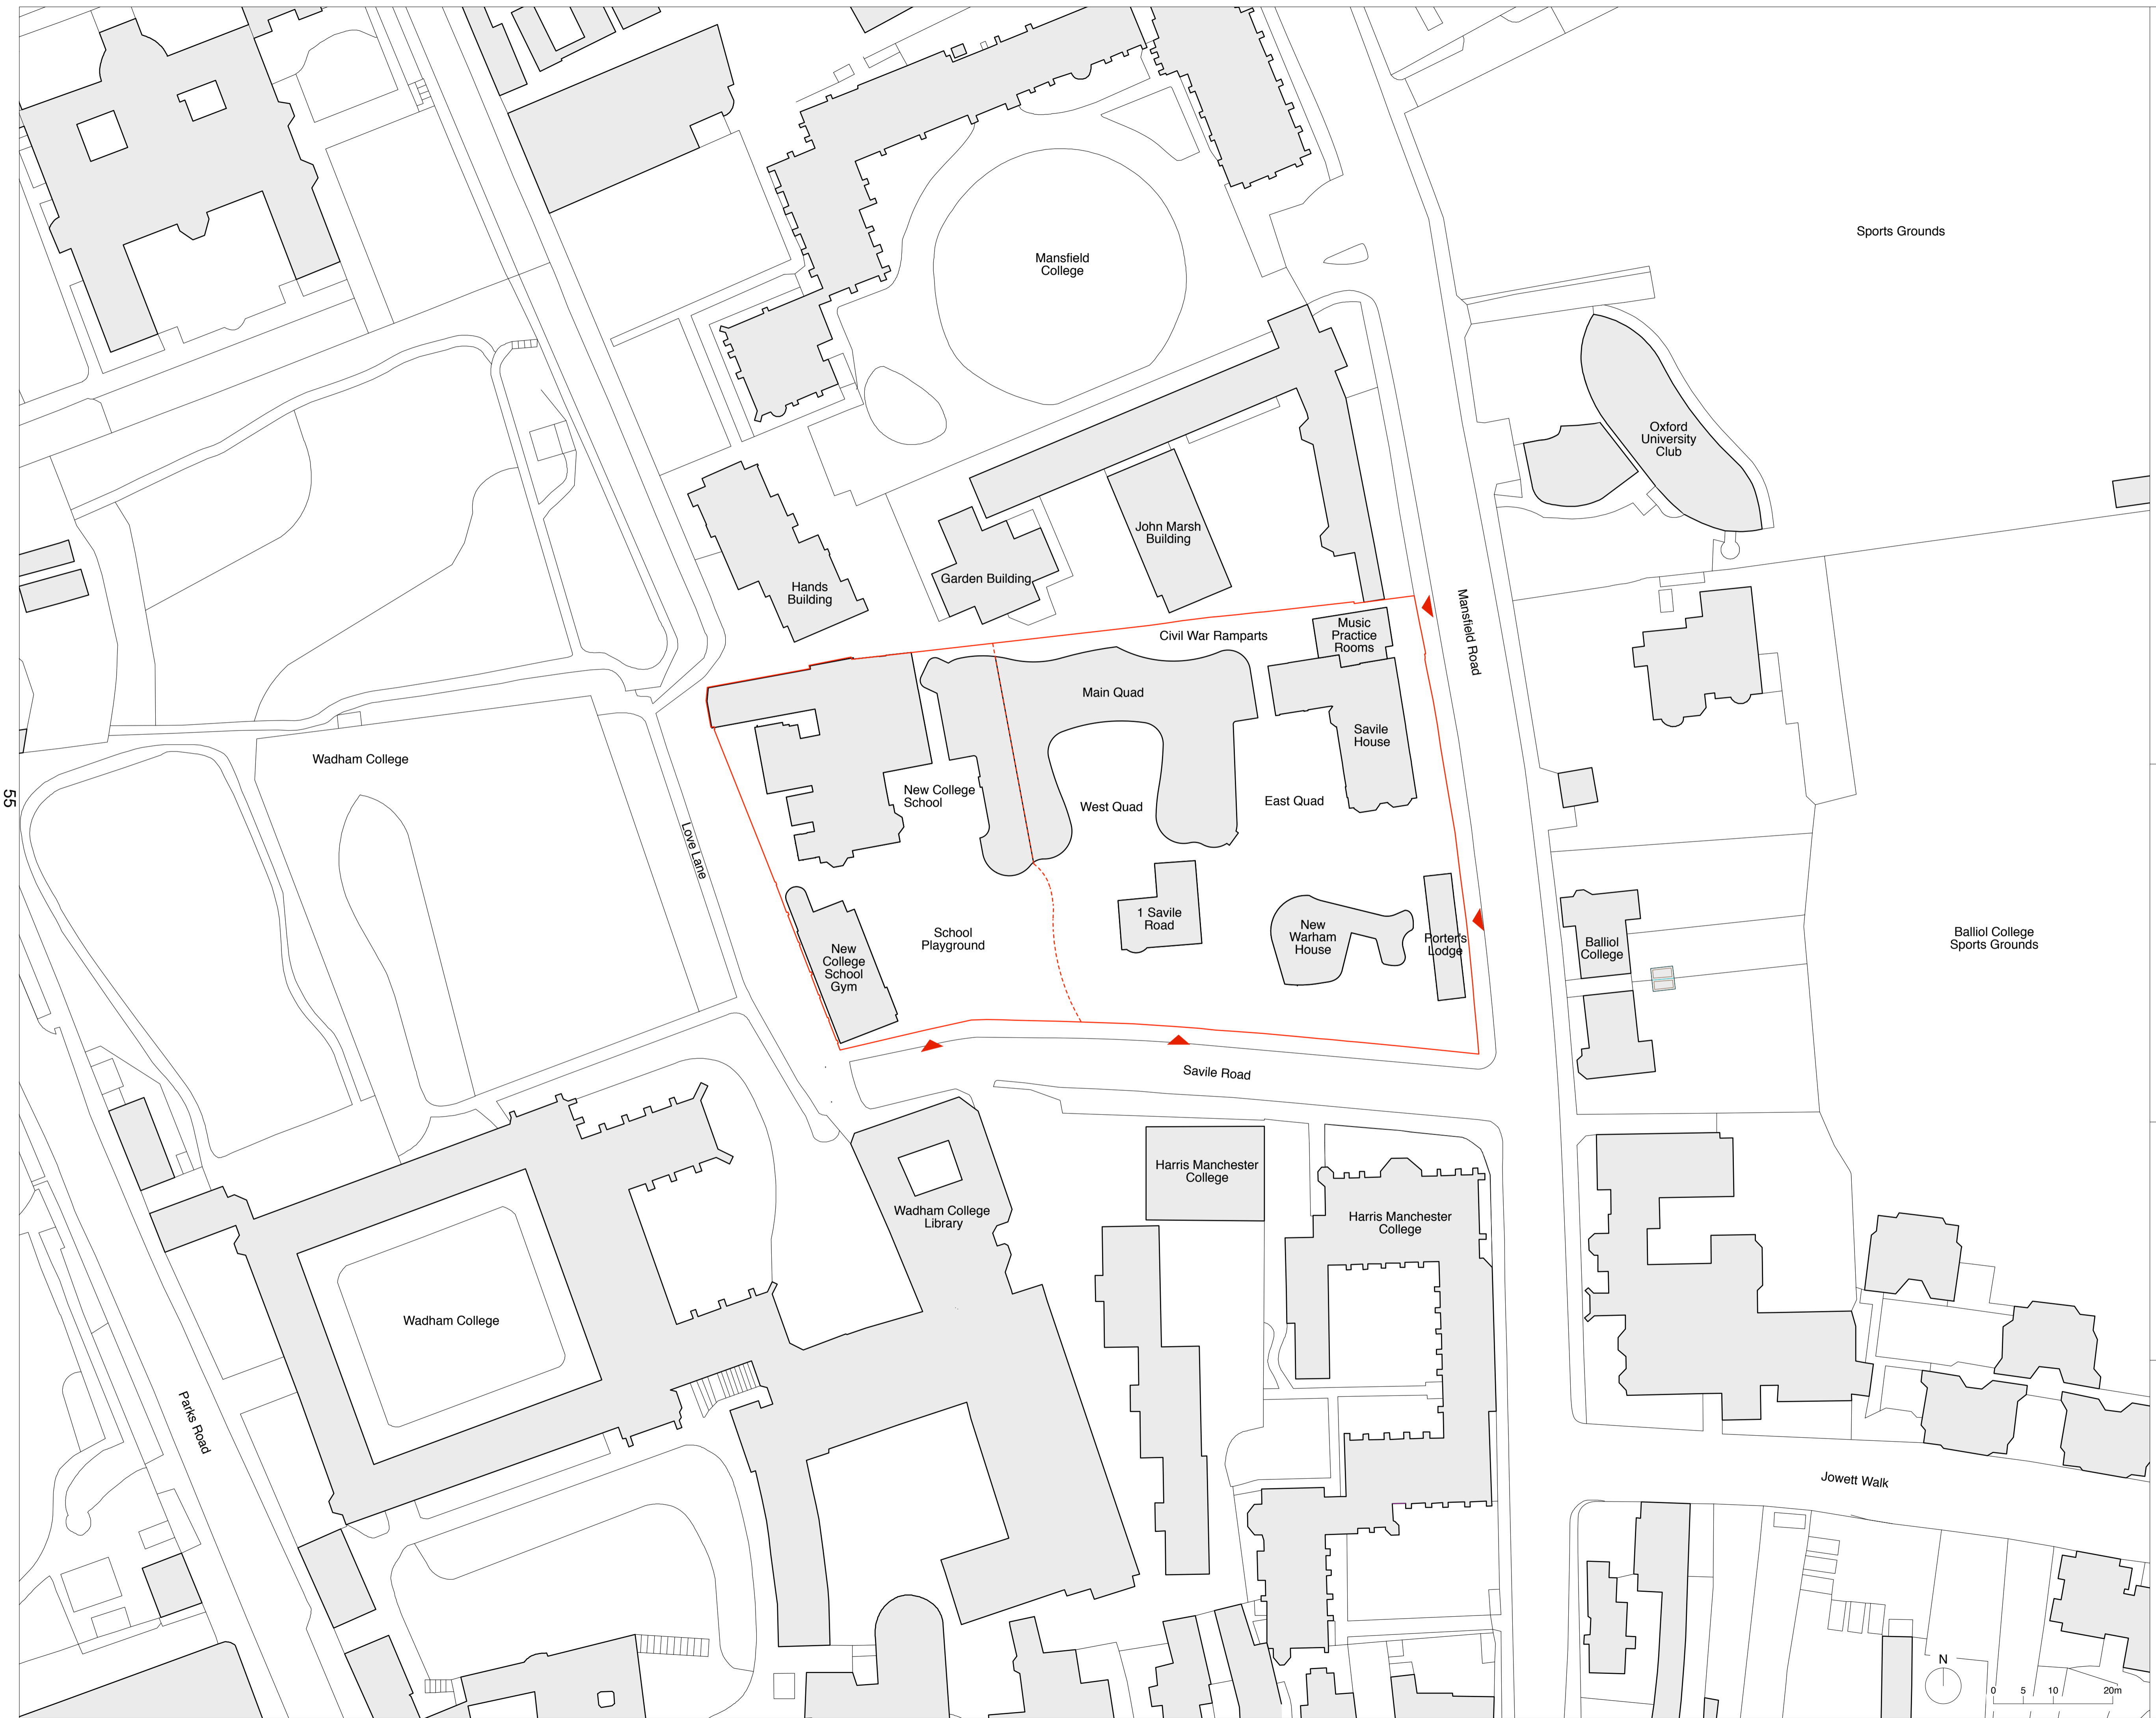 Sports Grounds
Mansfield
College
Oxford
University
Club
John Marsh
Building
Garden Building
Hands
Building
Mansfield Road
Civil War Ramparts
Music
Practice
Rooms
Main Quad
Savile
House
Wadham College
55
New College
School
West Quad
East Quad
Love Lane
1 Savile
Road
School
Playground
New
Warham
House
Porter's
Lodge
New
College
School
Gym
Balliol
College
Balliol College
Sports Grounds
Savile Road
Harris Manchester
College
Wadham College
Library
Harris Manchester
College
Wadham College
Parks Road
Jowett Walk
N
0 5 10 20m